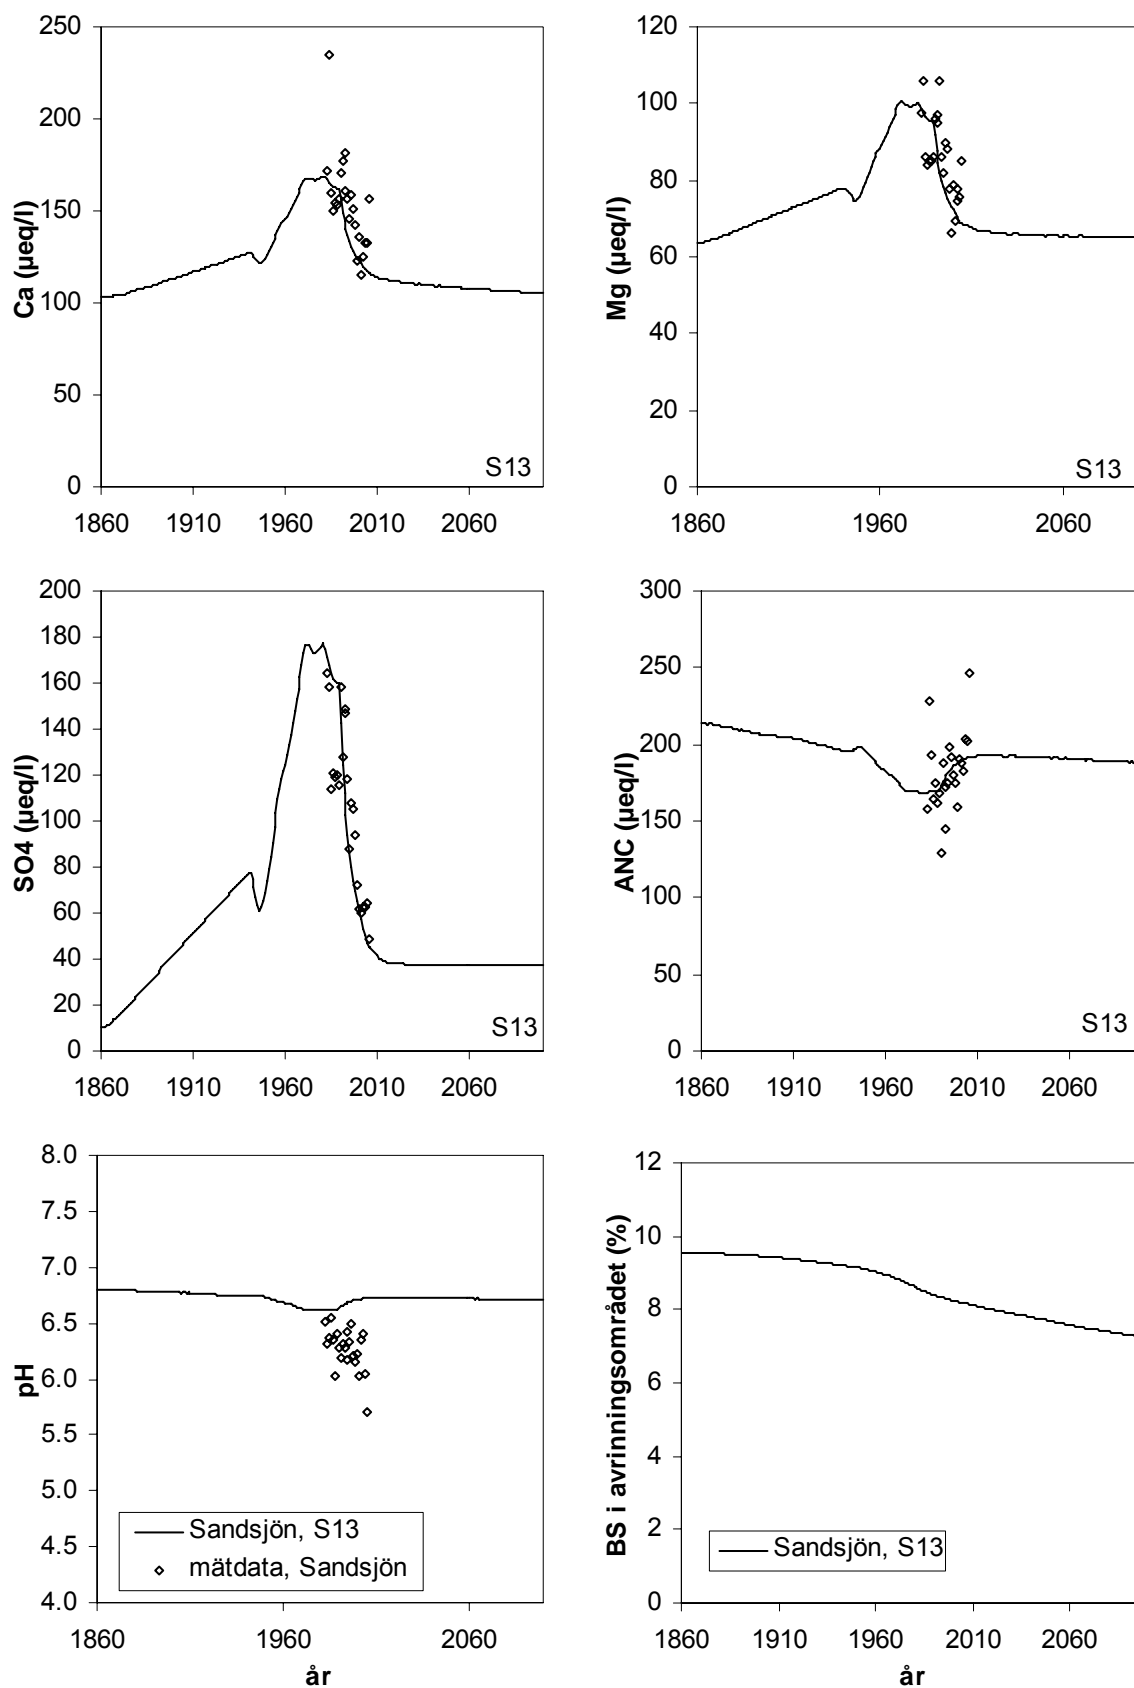 250
200
150
100
50
0
Ca (µeq/l)
S13
1860 1910 1960 2010 2060
120
100
80
60
40
20
0
Mg (µeq/l)
S13
1860 1960 2060
200
180
160
140
120
100
80
60
40
20
0
SO4 (µeq/l)
S13
1860 1910 1960 2010 2060
300
250
200
150
100
50
0
ANC (µeq/l)
S13
1860 1910 1960 2010 2060
8.0
7.5
7.0
6.5
6.0
5.5
5.0
4.5
4.0
pH
Sandsjön, S13
mätdata, Sandsjön
1860 1960 2060
år
12
10
8
6
4
2
0
BS i avrinningsområdet (%)
Sandsjön, S13
1860 1910 1960 2010 2060
år